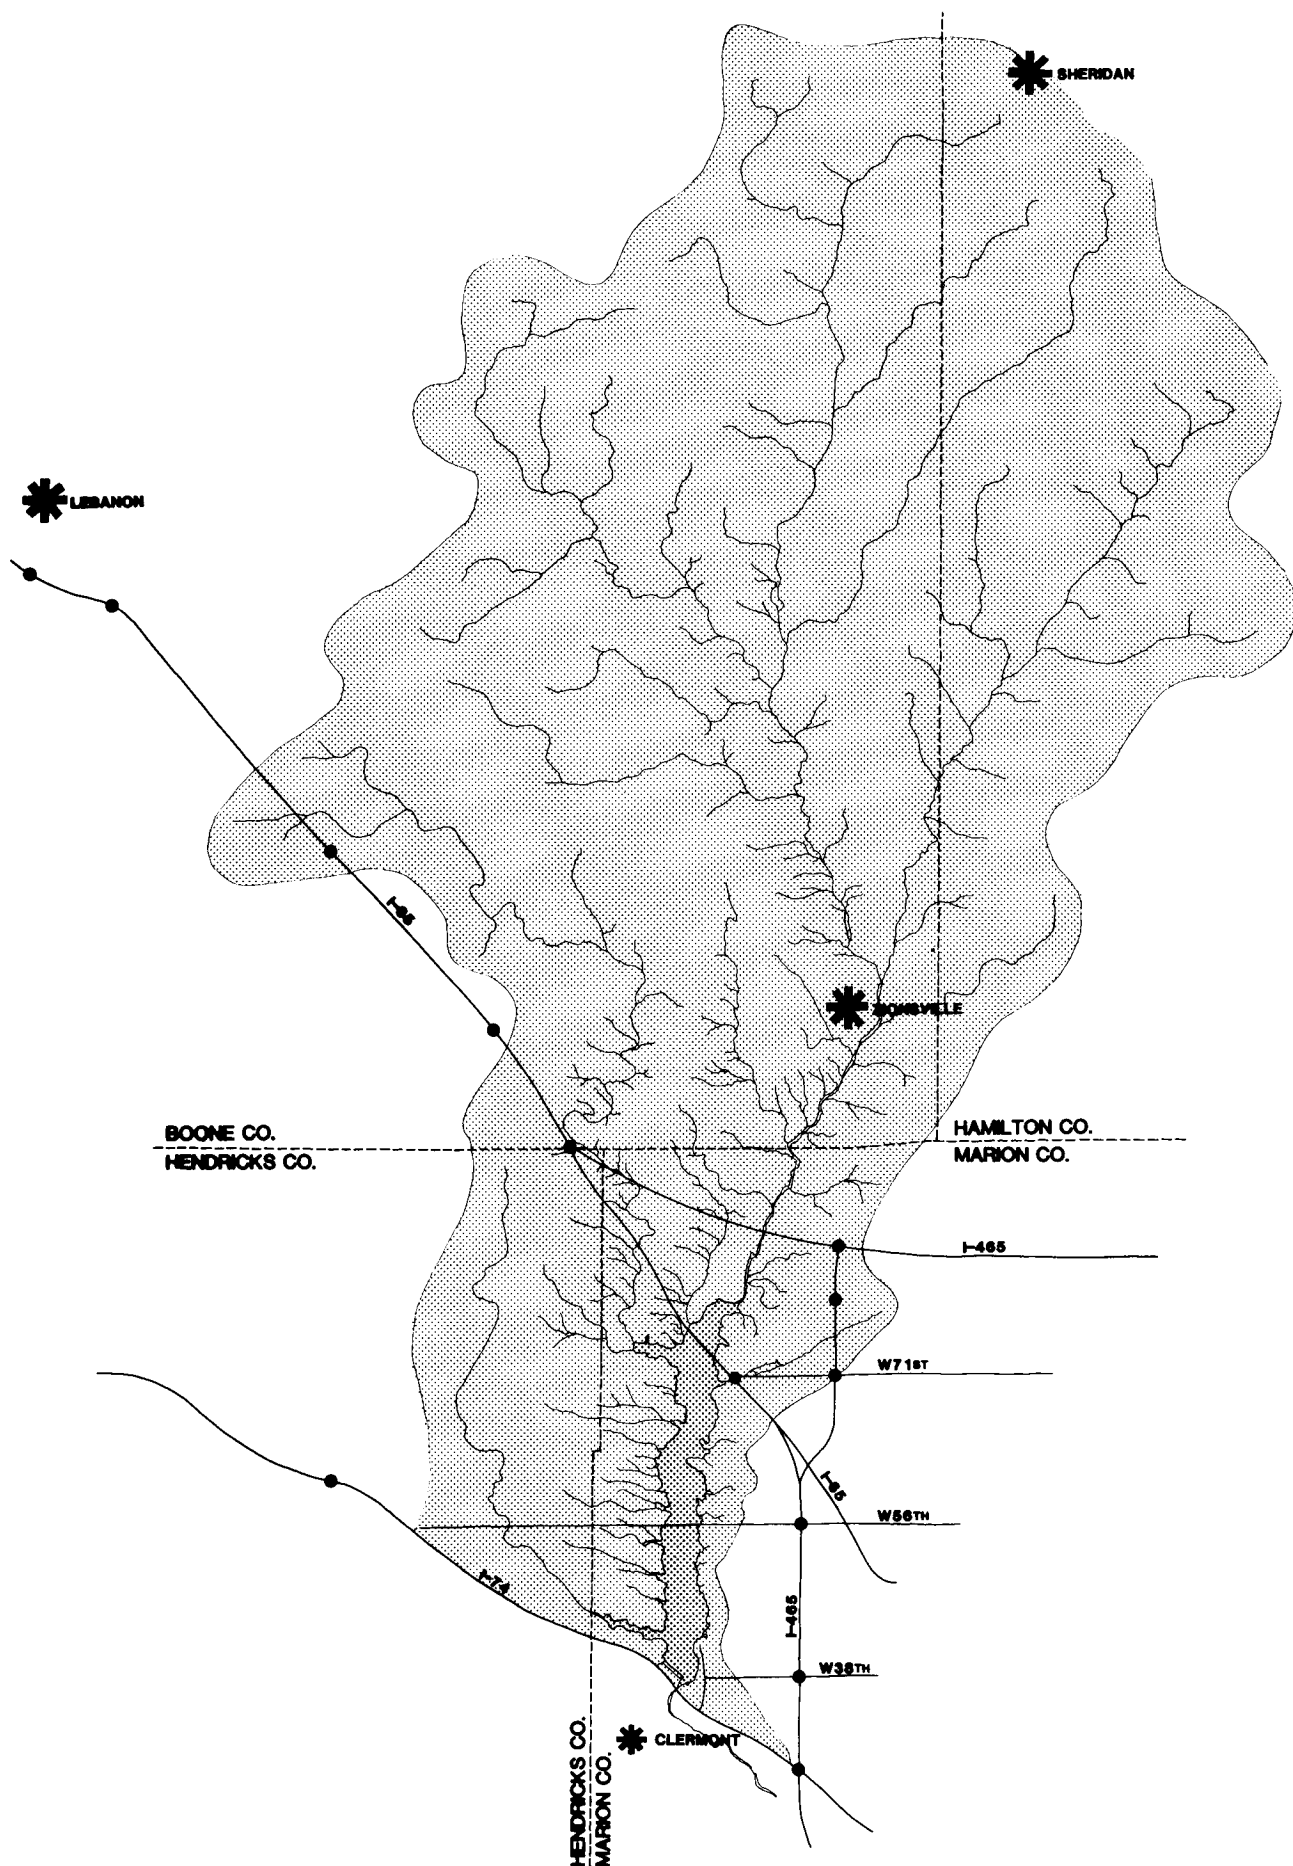 SHERIDAN
LEBANON
I-65
ZIONSVILLE
BOONE CO.
HENDRICKS CO.
HAMILTON CO.
MARION CO.
I-465
W71ST
I-65
W56TH
I-74
I-465
W38TH
CLERMONT
HENDRICKS CO.
MARION CO.